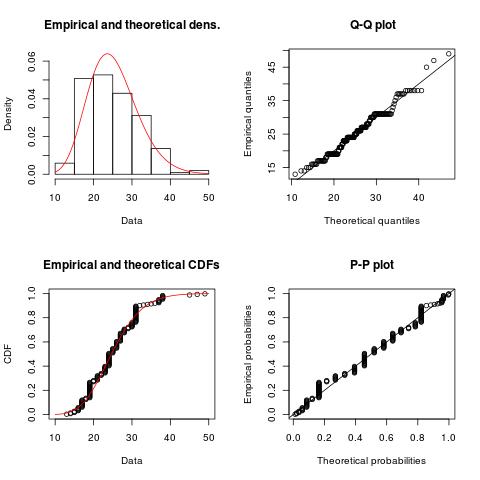 Empirical and theoretical dens.
Density
0.00 0.02 0.04 0.06
10 20 30 40 50
Data
Q-Q plot
Empirical quantiles
15 25 35 45
10 20 30 40
Theoretical quantiles
Empirical and theoretical CDFs
CDF
0.0 0.2 0.4 0.6 0.8 1.0
10 20 30 40 50
Data
P-P plot
Empirical probabilities
0.0 0.2 0.4 0.6 0.8 1.0
0.0 0.2 0.4 0.6 0.8 1.0
Theoretical probabilities